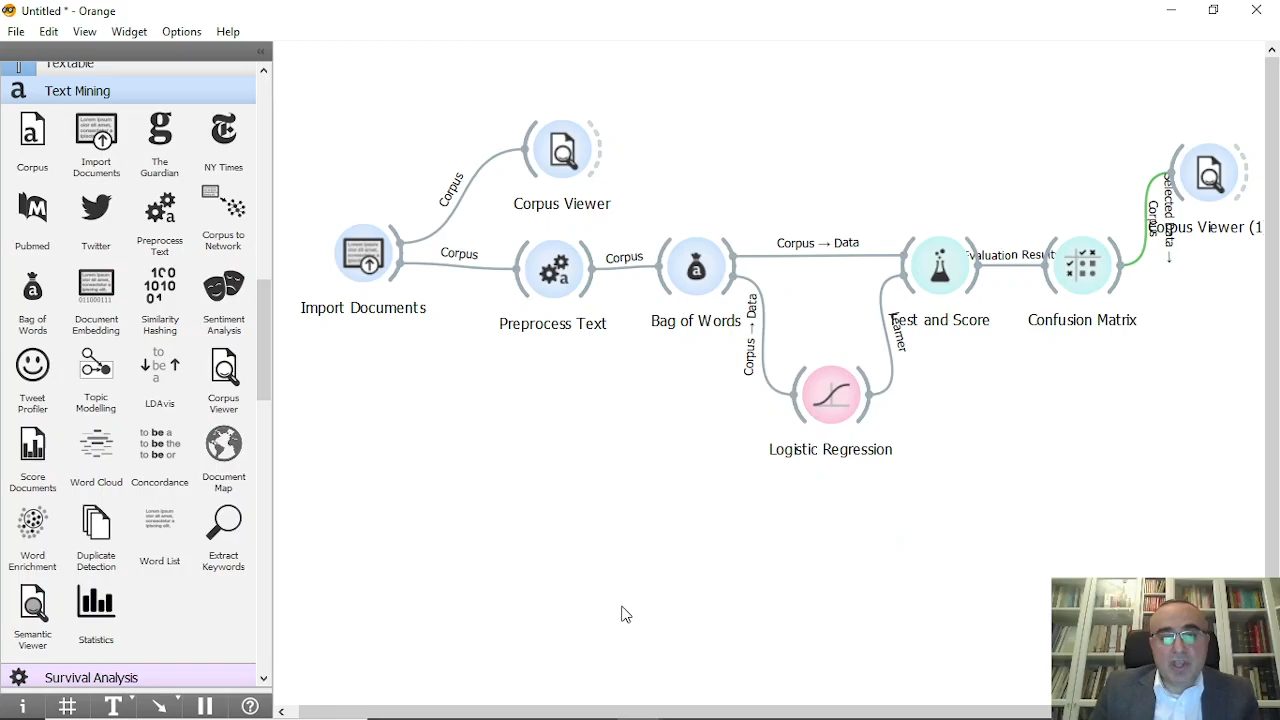 Untitled * - Orange
File Edit View Widget Options Help
Textable
a Text Mining
Corpus
Import Documents
The Guardian
NY Times
Pubmed
Twitter
Preprocess Text
Corpus to Network
Bag of Words
Document Embedding
Similarity Hashing
Sentiment Analysis
Tweet Profiler
Topic Modelling
LDAvis
Corpus Viewer
Score Documents
Word Cloud
Concordance
Document Map
Word Enrichment
Duplicate Detection
Word List
Extract Keywords
Semantic Viewer
Statistics
Survival Analysis
Corpus
Corpus Viewer
Corpus
Import Documents
Preprocess Text
Corpus
Bag of Words
Corpus → Data
Corpus → Data
Logistic Regression
Learner
Test and Score
Evaluation Result
Confusion Matrix
Selected Data →
Corpus
Corpus Viewer (1